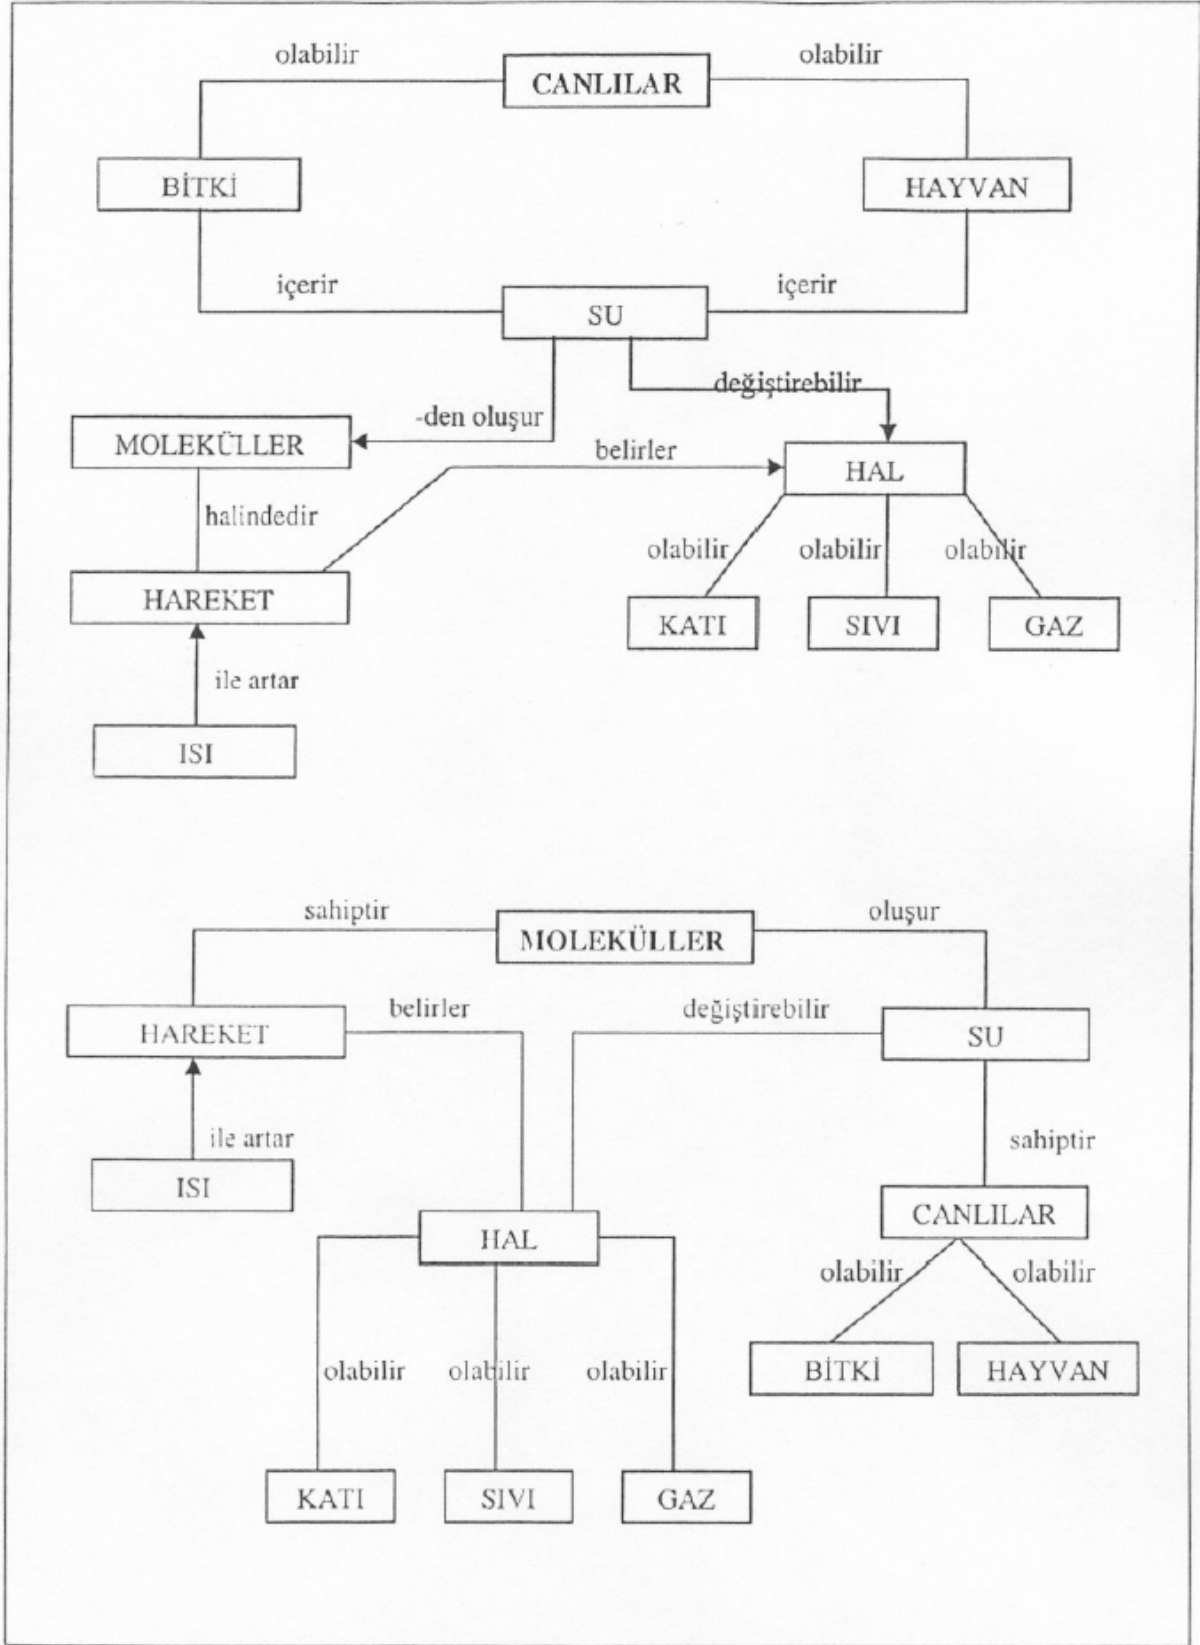 olabilir
olabilir
CANLILAR
BİTKİ
HAYVAN
içerir
içerir
SU
değiştirebilir
-den oluşur
MOLEKÜLLER
belirler
HAL
halindedir
olabilir
olabilir
olabilir
HAREKET
KATI
SIVI
GAZ
ile artar
ISI
sahiptir
oluşur
MOLEKÜLLER
belirler
değiştirebilir
HAREKET
SU
ile artar
sahiptir
ISI
CANLILAR
HAL
olabilir
olabilir
BİTKİ
HAYVAN
olabilir
olabilir
olabilir
KATI
SIVI
GAZ